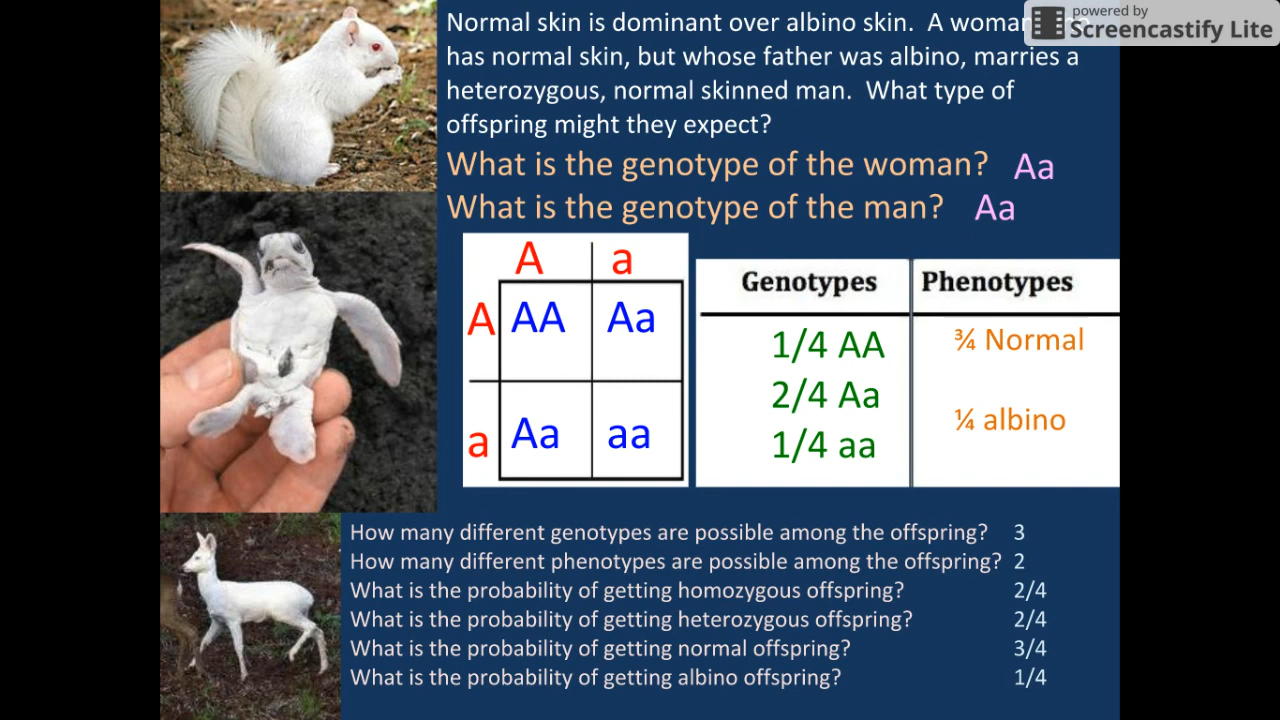 Normal skin is dominant over albino skin. A woman
powered by
Screencastify Lite
has normal skin, but whose father was albino, marries a
heterozygous, normal skinned man. What type of
offspring might they expect?
What is the genotype of the woman? Aa
What is the genotype of the man? Aa
A a
A AA Aa
a Aa aa
Genotypes Phenotypes
1/4 AA ¾ Normal
2/4 Aa
1/4 aa ¼ albino
How many different genotypes are possible among the offspring? 3
How many different phenotypes are possible among the offspring? 2
What is the probability of getting homozygous offspring? 2/4
What is the probability of getting heterozygous offspring? 2/4
What is the probability of getting normal offspring? 3/4
What is the probability of getting albino offspring? 1/4